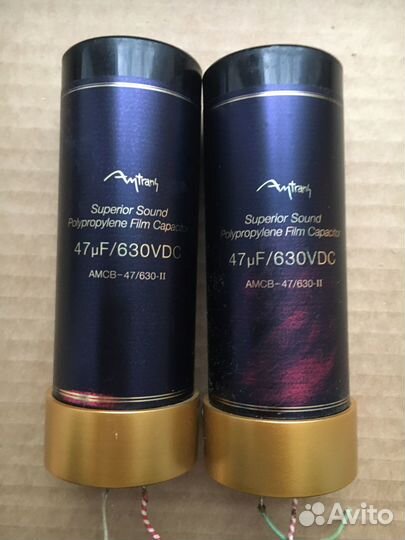 Amtrans
Superior Sound
Polypropylene Film Capacitor
47µF/630VDC
AMCB-47/630-II
Amtrans
Superior Sound
Polypropylene Film Capacitor
47µF/630VDC
AMCB-47/630-II
Avito